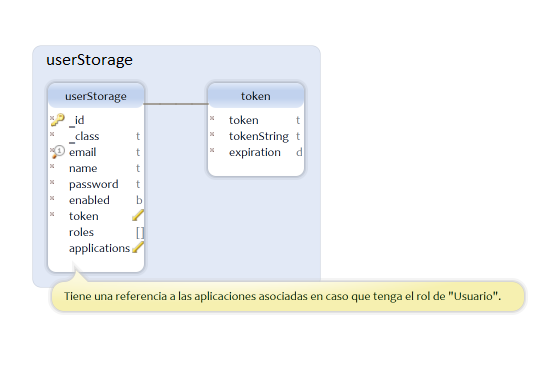 userStorage
userStorage
_id
_class t
email t
name t
password t
enabled b
token
roles []
applications
token
token t
tokenString t
expiration d
Tiene una referencia a las aplicaciones asociadas en caso que tenga el rol de "Usuario".